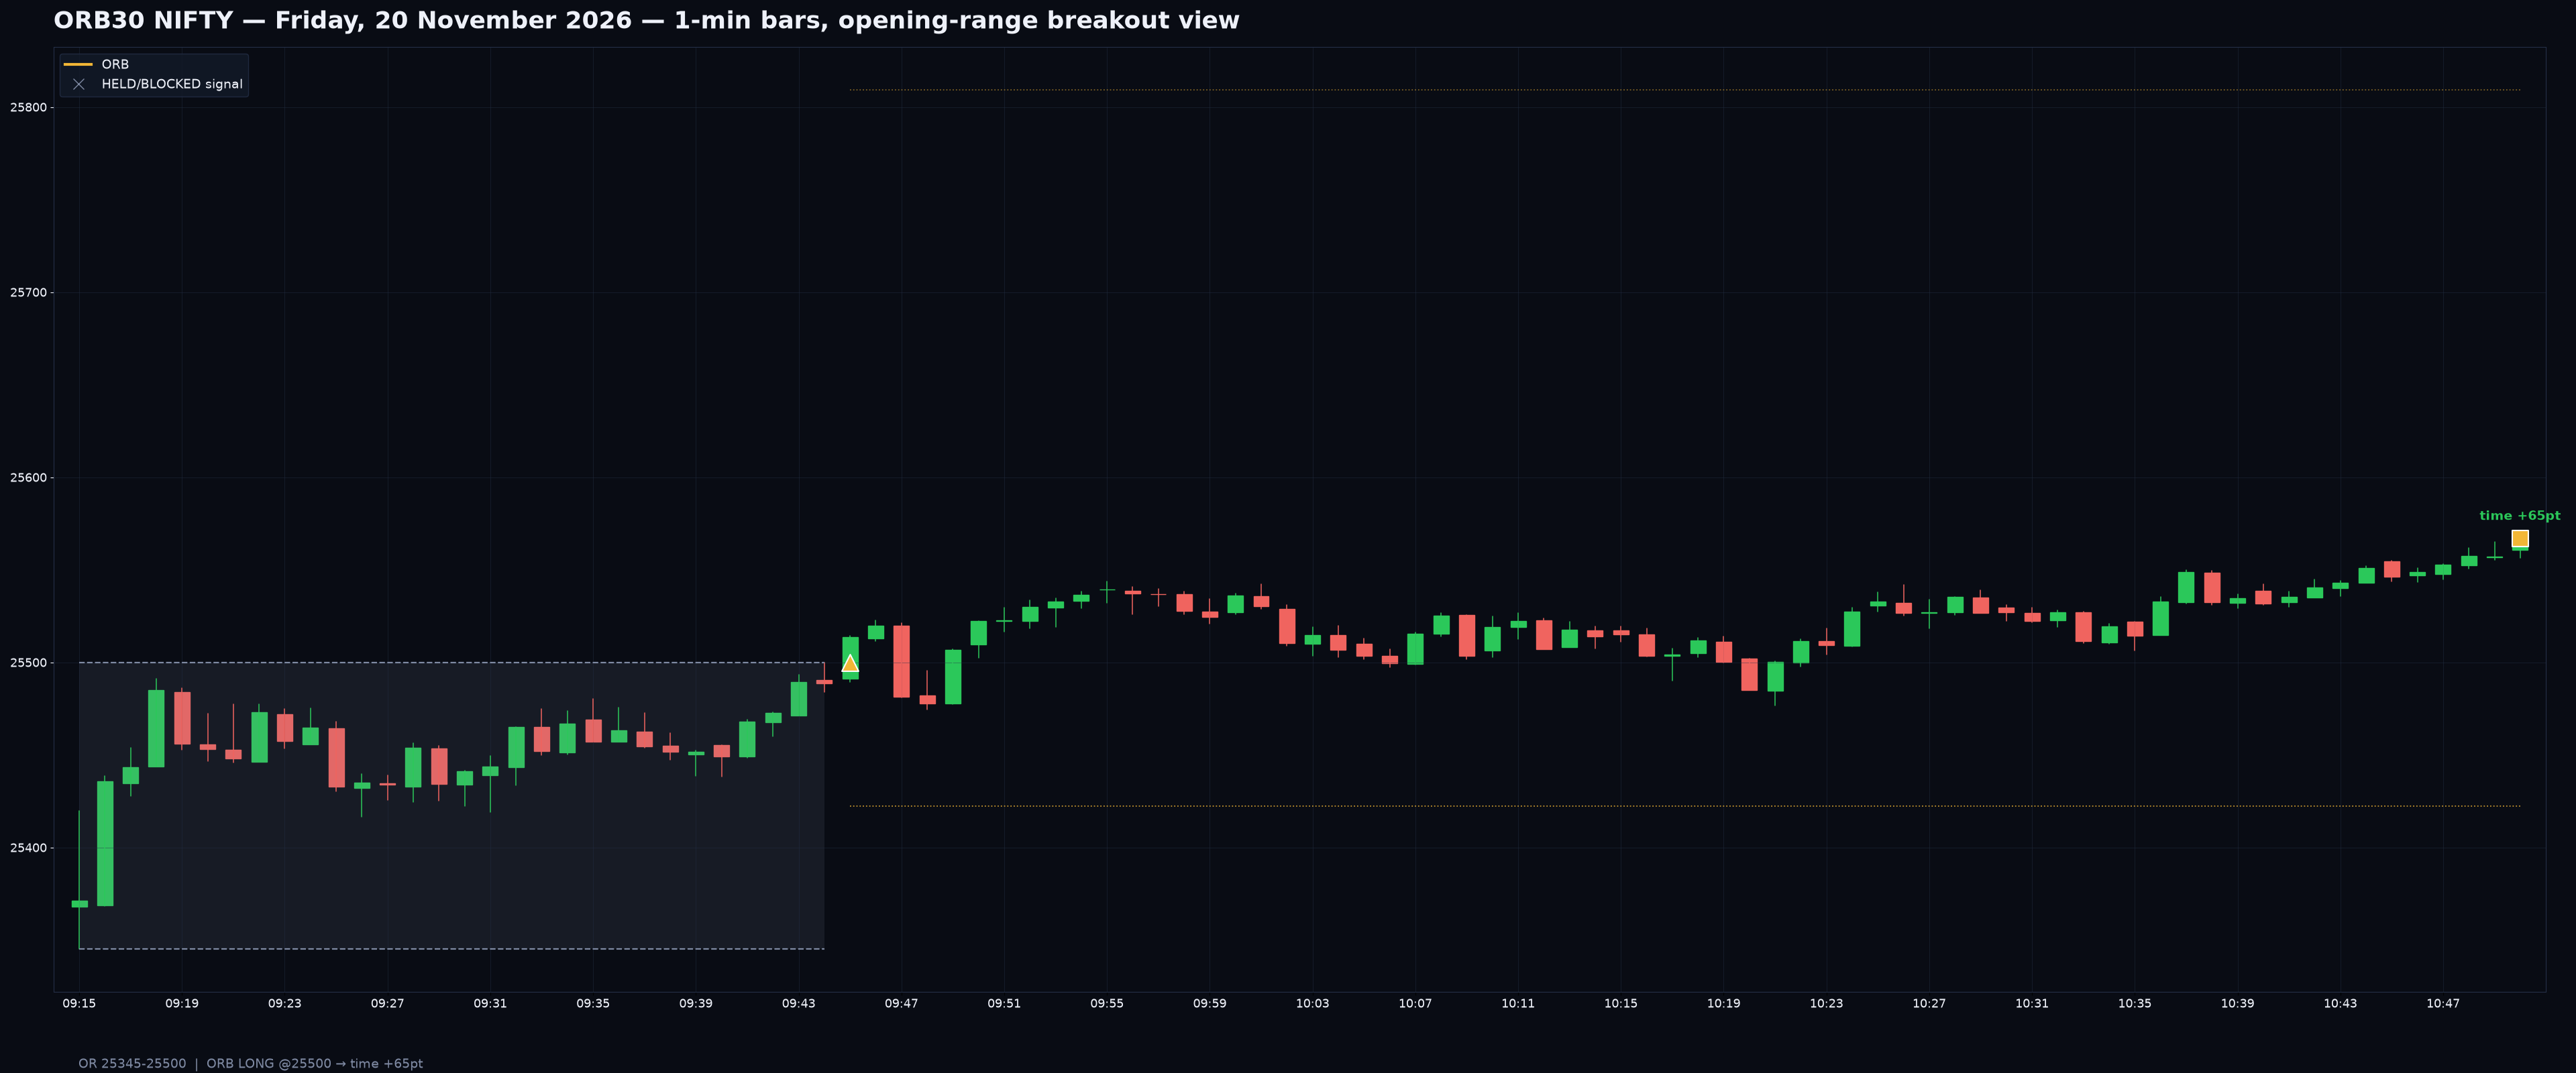 ORB30 NIFTY — Friday, 20 November 2026 — 1-min bars, opening-range breakout view
ORB
HELD/BLOCKED signal
25800
25700
25600
time +65pt
25500
25400
09:15 09:19 09:23 09:27 09:31 09:35 09:39 09:43 09:47 09:51 09:55 09:59 10:03 10:07 10:11 10:15 10:19 10:23 10:27 10:31 10:35 10:39 10:43 10:47
OR 25345-25500 | ORB LONG @25500 → time +65pt